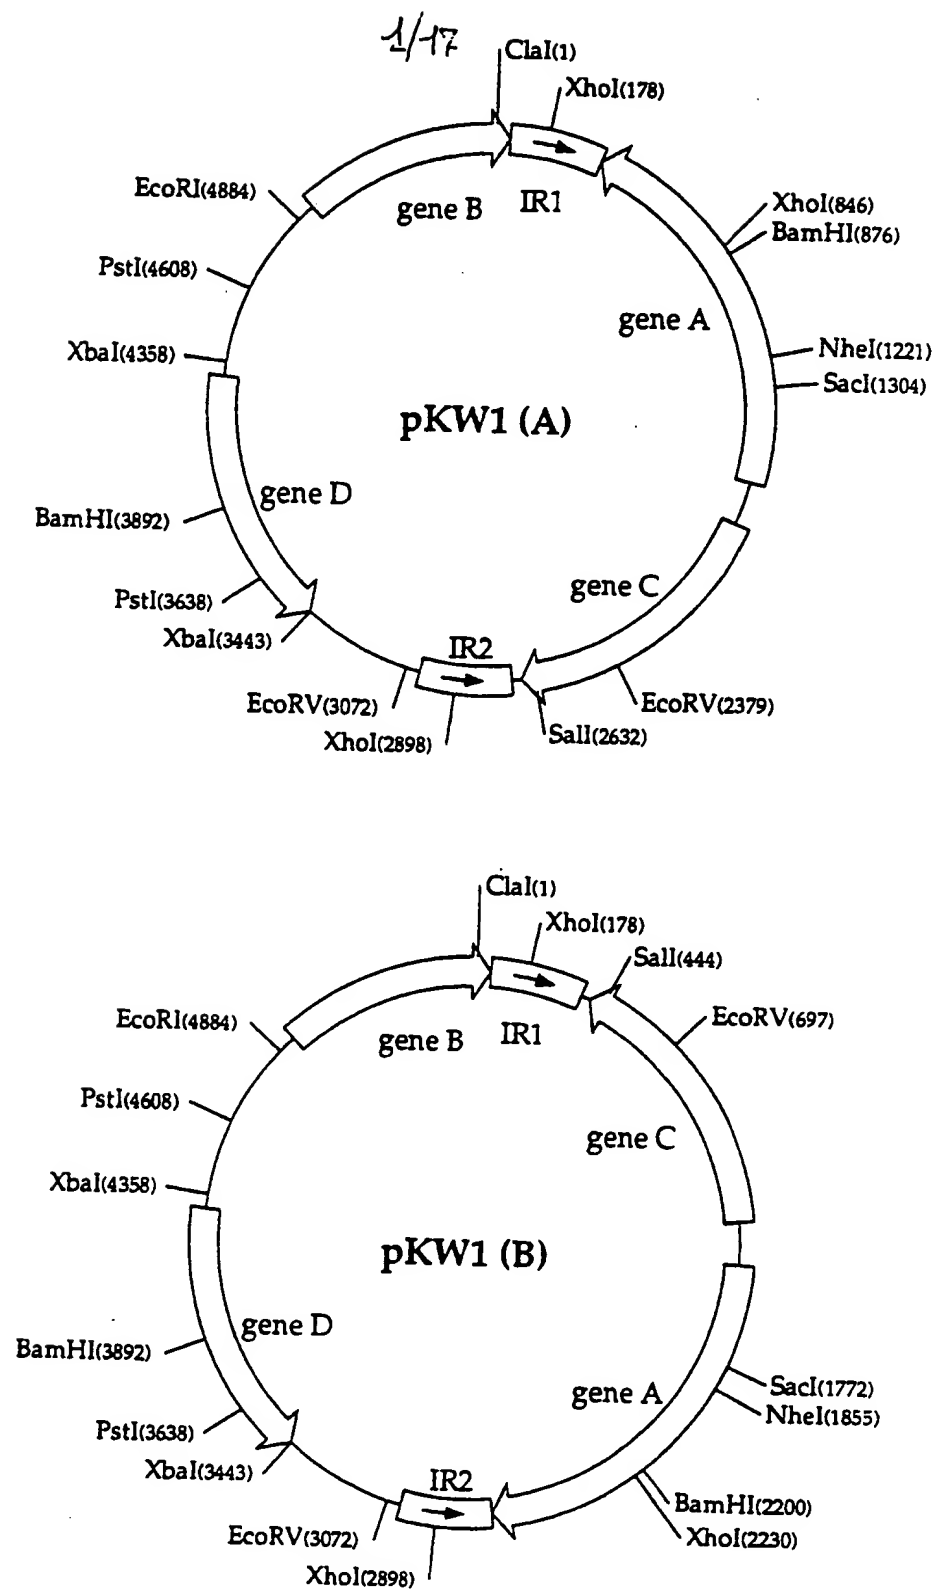 1/17
ClaI(1)
XhoI(178)
EcoRI(4884)
gene B
IR1
XhoI(846)
BamHI(876)
PstI(4608)
gene A
XbaI(4358)
NheI(1221)
SacI(1304)
pKW1 (A)
gene D
BamHI(3892)
gene C
PstI(3638)
XbaI(3443)
IR2
EcoRV(3072)
EcoRV(2379)
XhoI(2898)
SalI(2632)
ClaI(1)
XhoI(178)
SalI(444)
EcoRI(4884)
EcoRV(697)
gene B
IR1
PstI(4608)
gene C
XbaI(4358)
pKW1 (B)
gene D
BamHI(3892)
gene A
SacI(1772)
NheI(1855)
PstI(3638)
XbaI(3443)
IR2
BamHI(2200)
EcoRV(3072)
XhoI(2230)
XhoI(2898)